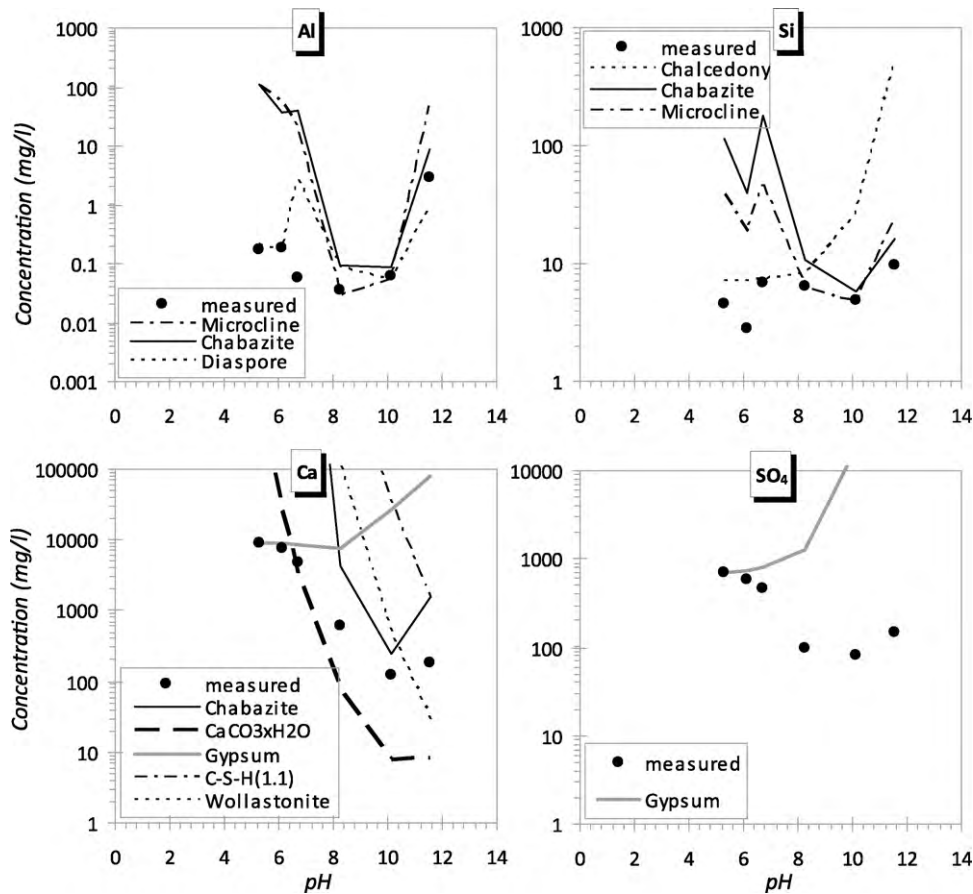 Al
Concentration (mg/l)
1000
100
10
1
0.1
0.01
0.001
measured
Microcline
Chabazite
Diaspore
0 2 4 6 8 10 12 14
Si
1000
100
10
1
measured
Chalcedony
Chabazite
Microcline
0 2 4 6 8 10 12 14
Ca
Concentration (mg/l)
100000
10000
1000
100
10
1
measured
Chabazite
CaCO3xH2O
Gypsum
C-S-H(1.1)
Wollastonite
0 2 4 6 8 10 12 14
pH
SO₄
10000
1000
100
10
1
measured
Gypsum
0 2 4 6 8 10 12 14
pH